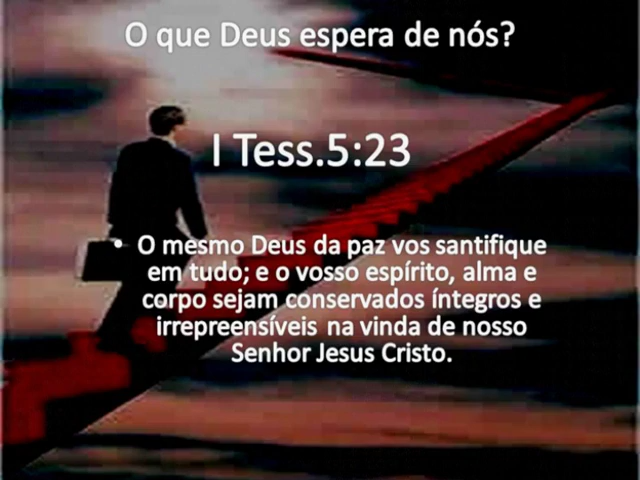 O que Deus espera de nós?
I Tess.5:23
• O mesmo Deus da paz vos santifique
em tudo; e o vosso espírito, alma e
corpo sejam conservados íntegros e
irrepreensíveis na vinda de nosso
Senhor Jesus Cristo.